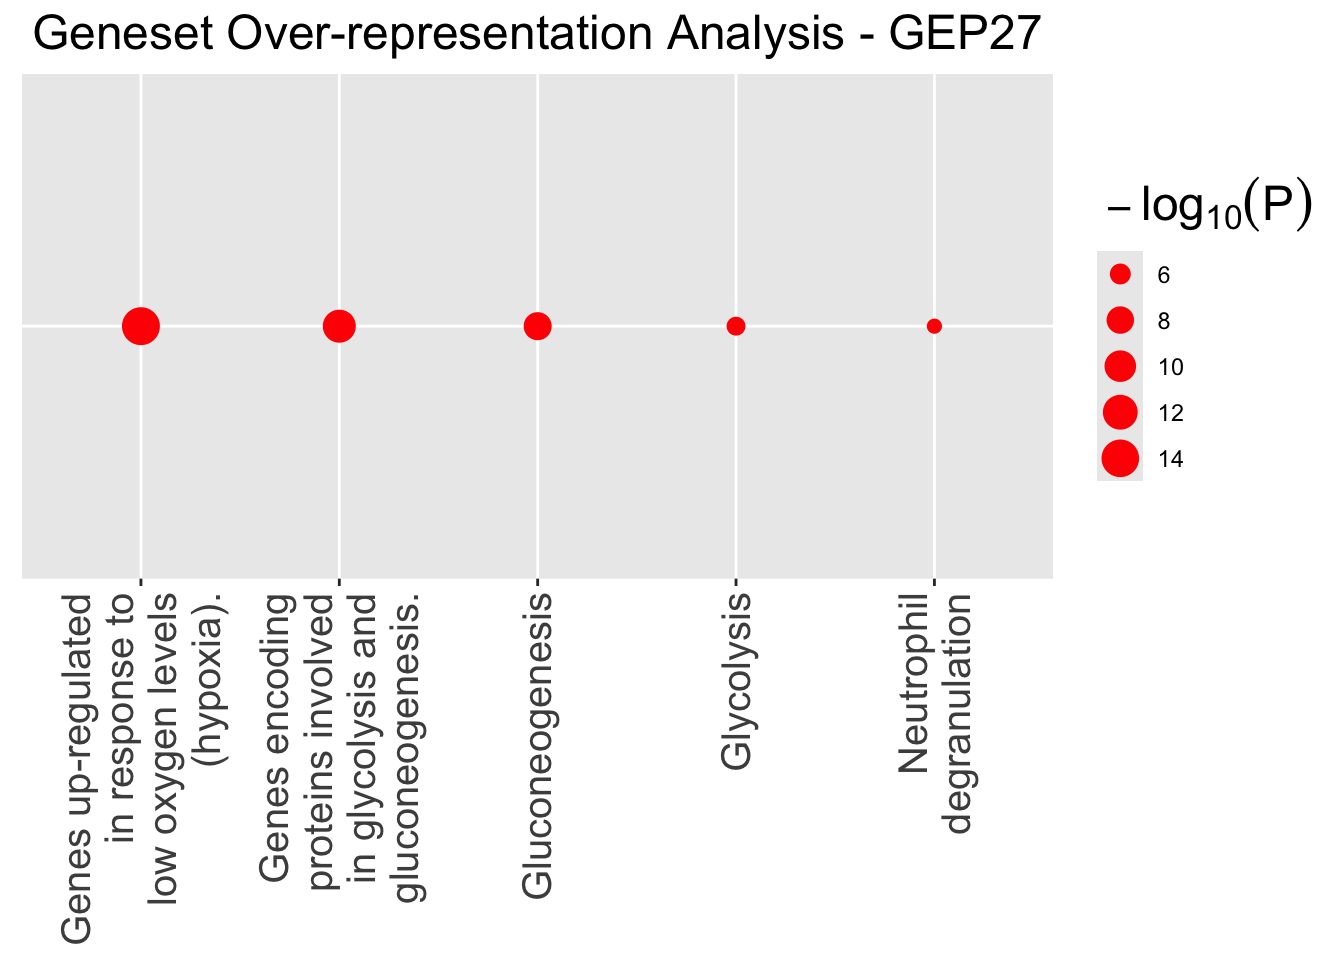 Geneset Over-representation Analysis - GEP27
− log10(P)
6
8
10
12
14
Genes up-regulated
in response to
low oxygen levels
(hypoxia).
Genes encoding
proteins involved
in glycolysis and
gluconeogenesis.
Gluconeogenesis
Glycolysis
Neutrophil
degranulation